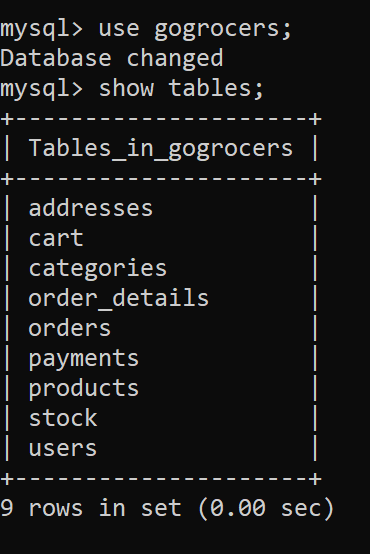 mysql> use gogrocers;
Database changed
mysql> show tables;
+---------------------+
| Tables_in_gogrocers |
+---------------------+
| addresses           |
| cart                |
| categories          |
| order_details       |
| orders              |
| payments            |
| products            |
| stock               |
| users               |
+---------------------+
9 rows in set (0.00 sec)